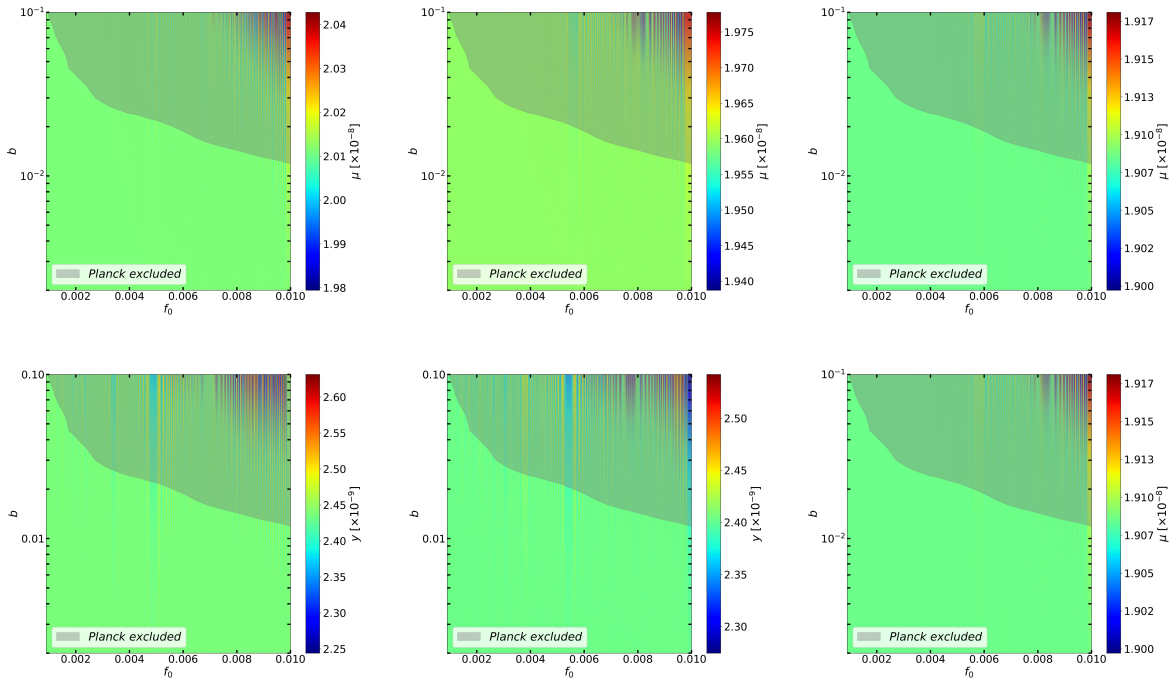 10⁻¹
10⁻²
b
0.002 0.004 0.006 0.008 0.010
f₀
Planck excluded
2.04
2.03
2.02
2.01
2.00
1.99
1.98
μ [×10⁻⁸]
10⁻¹
10⁻²
b
0.002 0.004 0.006 0.008 0.010
f₀
Planck excluded
1.975
1.970
1.965
1.960
1.955
1.950
1.945
1.940
μ [×10⁻⁸]
10⁻¹
10⁻²
b
0.002 0.004 0.006 0.008 0.010
f₀
Planck excluded
1.917
1.915
1.913
1.910
1.907
1.905
1.902
1.900
μ [×10⁻⁸]
0.10
0.01
b
0.002 0.004 0.006 0.008 0.010
f₀
Planck excluded
2.60
2.55
2.50
2.45
2.40
2.35
2.30
2.25
y [×10⁻⁹]
0.10
0.01
b
0.002 0.004 0.006 0.008 0.010
f₀
Planck excluded
2.50
2.45
2.40
2.35
2.30
y [×10⁻⁹]
10⁻¹
10⁻²
b
0.002 0.004 0.006 0.008 0.010
f₀
Planck excluded
1.917
1.915
1.913
1.910
1.907
1.905
1.902
1.900
μ [×10⁻⁸]